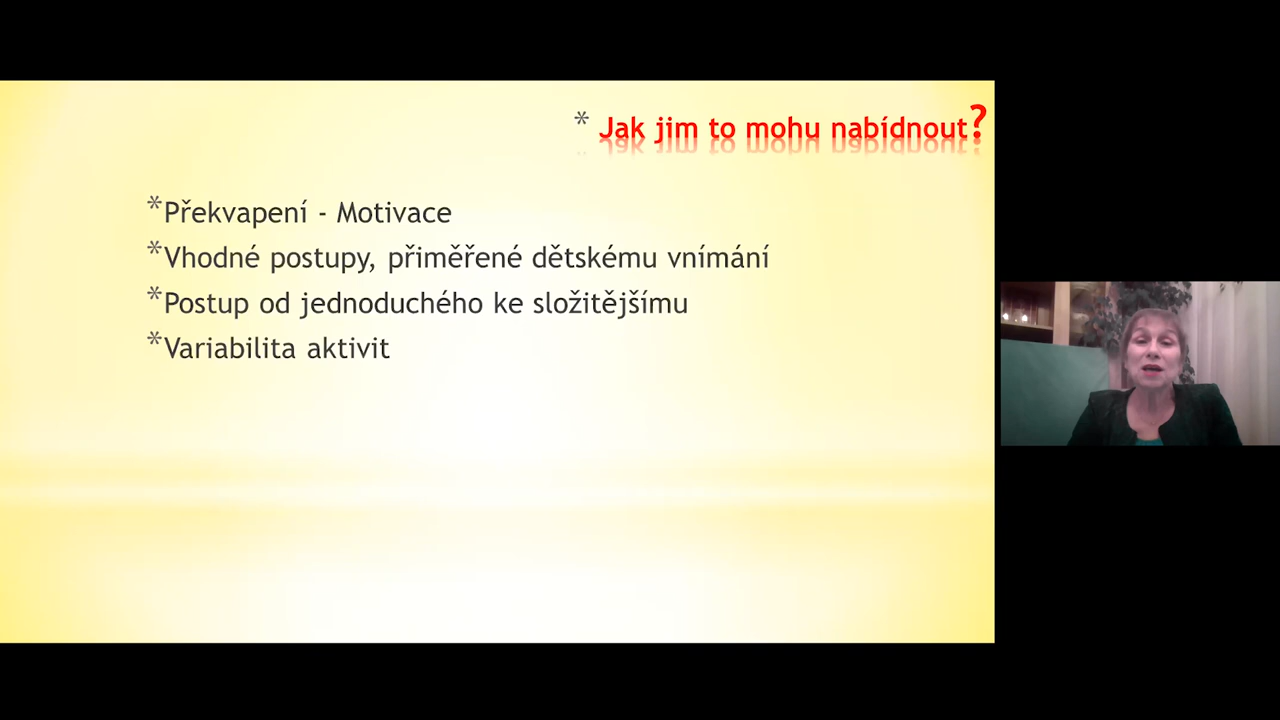 * Jak jim to mohu nabídnout?
*Překvapení - Motivace
*Vhodné postupy, přiměřené dětskému vnímání
*Postup od jednoduchého ke složitějšímu
*Variabilita aktivit